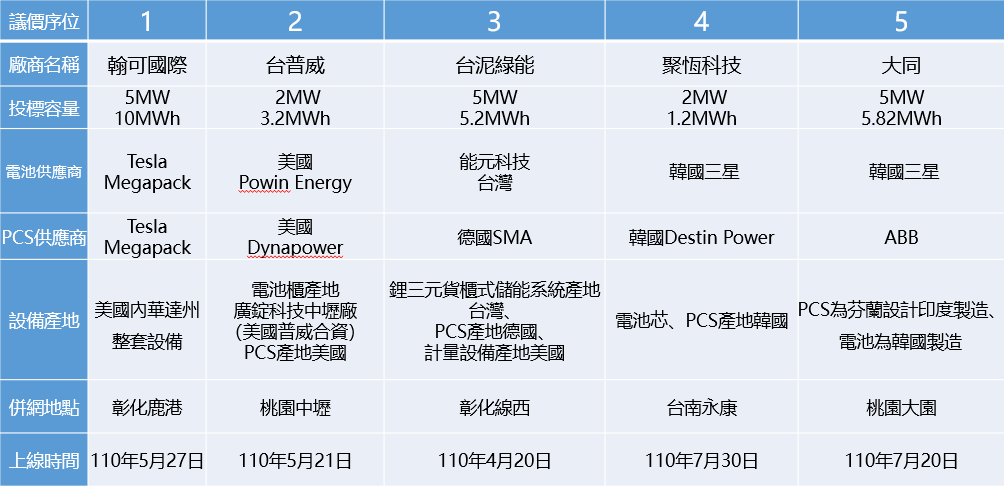 議價序位 1 2 3 4 5
廠商名稱 翰可國際 台普威 台泥綠能 聚恆科技 大同
投標容量 5MW 2MW 5MW 2MW 5MW
10MWh 3.2MWh 5.2MWh 1.2MWh 5.82MWh
電池供應商 Tesla 美國 能元科技 韓國三星 韓國三星
Megapack Powin Energy 台灣
PCS供應商 Tesla 美國 德國SMA 韓國Destin Power ABB
Megapack Dynapower
設備產地 美國內華達州 電池櫃產地 鋰三元貨櫃式儲能系統產地 電池芯、PCS產地韓國 PCS為芬蘭設計印度製造、
整套設備 廣錠科技中壢廠 台灣、 電池為韓國製造
(美國普威合資) PCS產地德國、
PCS產地美國 計量設備產地美國
併網地點 彰化鹿港 桃園中壢 彰化線西 台南永康 桃園大園
上線時間 110年5月27日 110年5月21日 110年4月20日 110年7月30日 110年7月20日